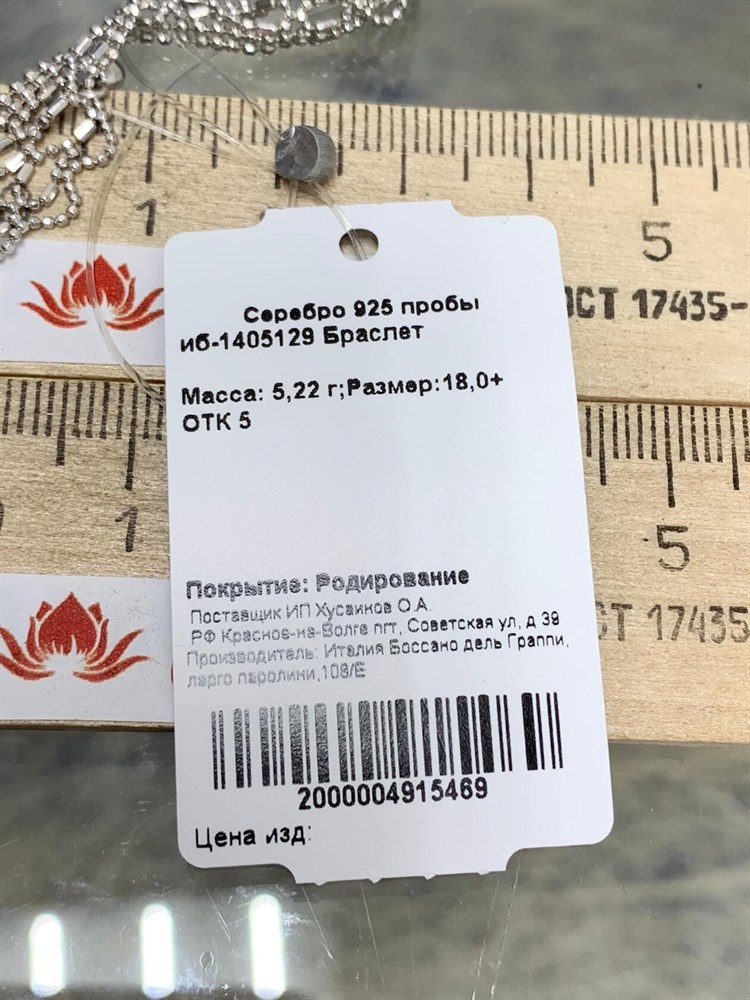 1
5
ОСТ 17435-
Серебро 925 пробы
иб-1405129 Браслет
Масса: 5,22 г;Размер:18,0+
ОТК 5
1
5
СТ 17435
Покрытие: Родирование
Поставщик ИП Хусаинов О.А.
РФ Красное-на-Волге пгт, Советская ул, д 39
Производитель: Италия Боссано дель Граппи,
ларго паролини,106/Е
2000004915469
Цена изд: